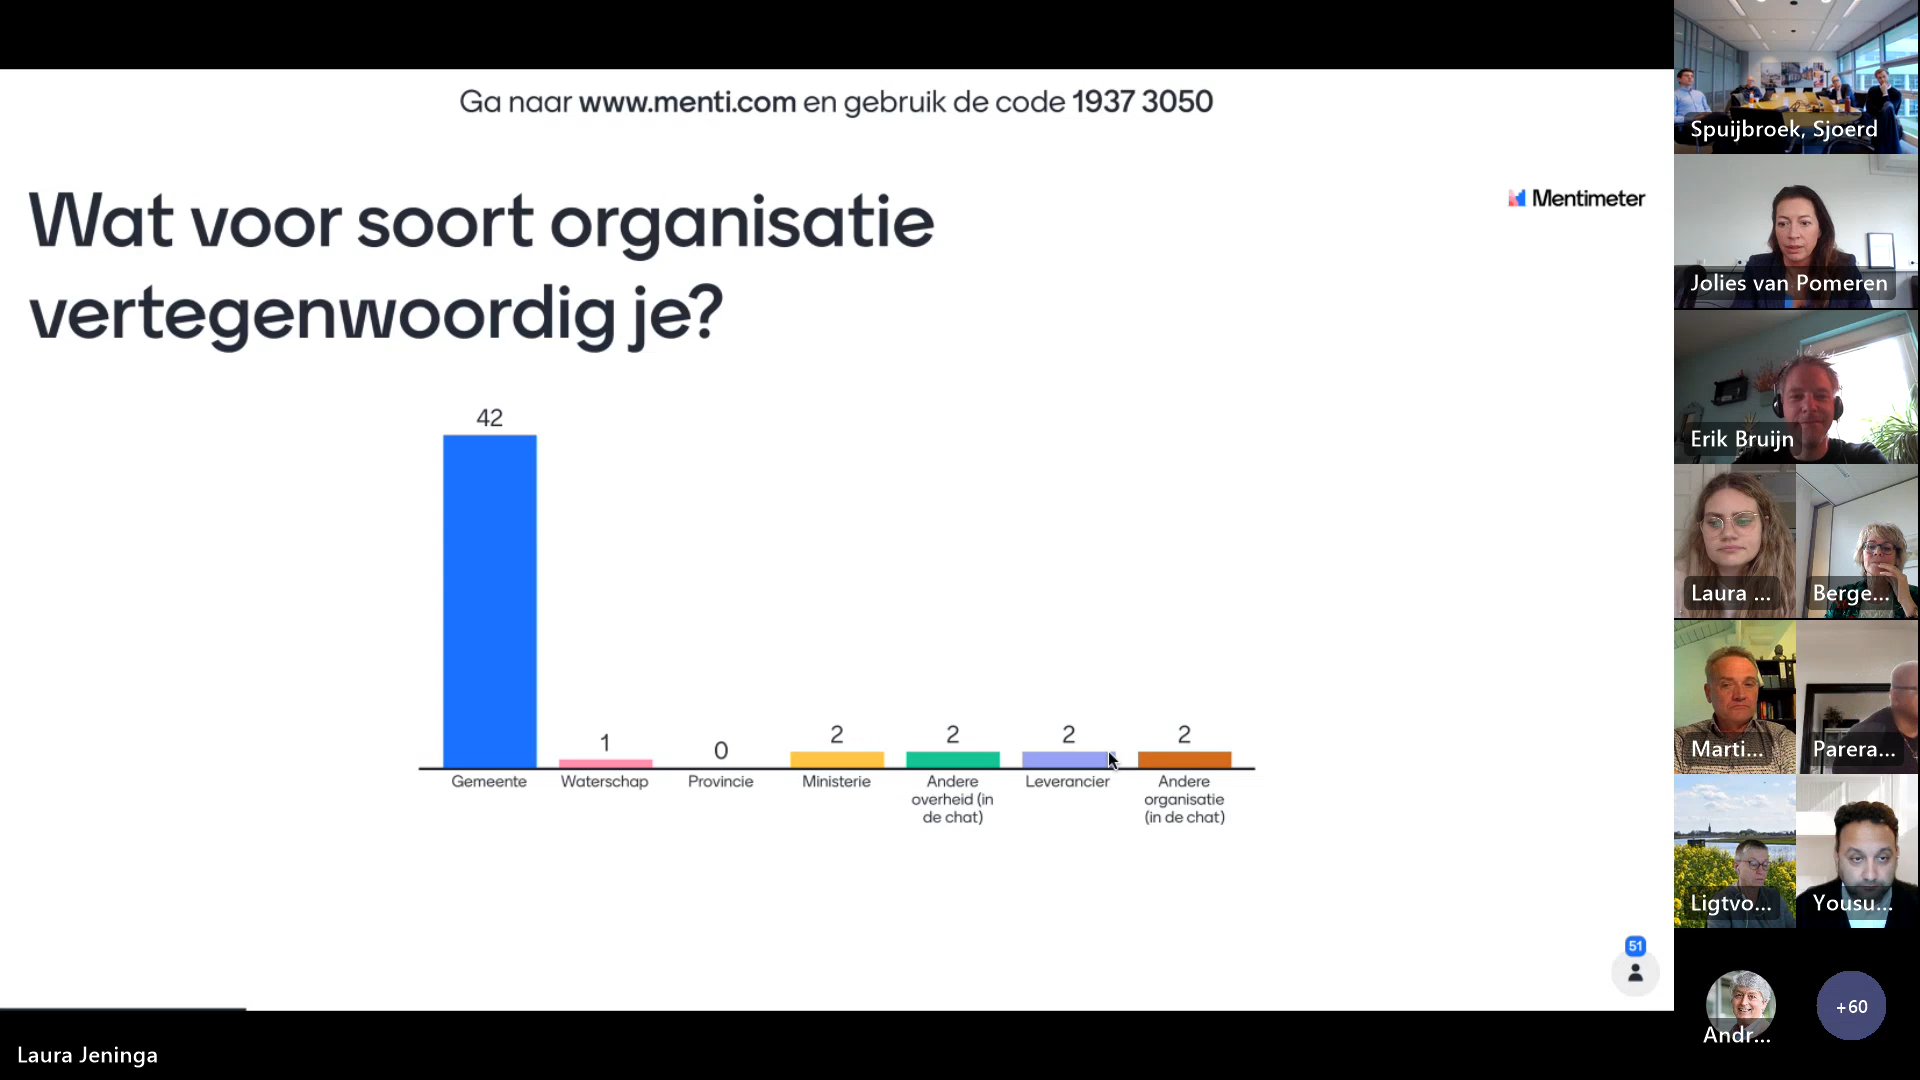 Ga naar www.menti.com en gebruik de code 1937 3050
Wat voor soort organisatie
vertegenwoordig je?
Mentimeter
42
1
0
2
2
2
2
Gemeente
Waterschap
Provincie
Ministerie
Andere
overheid (in
de chat)
Leverancier
Andere
organisatie
(in de chat)
51
Laura Jeninga
Spuijbroek, Sjoerd
Jolies van Pomeren
Erik Bruijn
Laura ...
Berge...
Marti...
Parera...
Ligtvo...
Yousu...
Andr...
+60